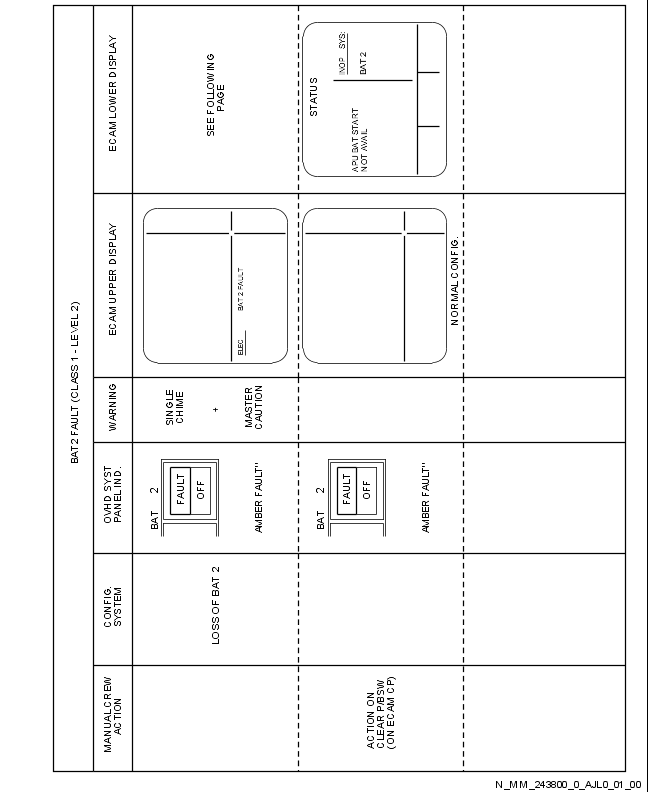 BAT 2 FAULT (CLASS 1 - LEVEL 2)
MANUAL CREW
ACTION
CONFIG.
SYSTEM
OVHD SYST
PANEL IND.
WARNING
ECAM UPPER DISPLAY
ECAM LOWER DISPLAY
LOSS OF BAT 2
BAT 2
FAULT
OFF
AMBER FAULT"
SINGLE
CHIME
+
MASTER
CAUTION
ELEC
BAT 2 FAULT
SEE FOLLOWING
PAGE
ACTION ON
CLEAR P/BSW
(ON ECAM CP)
BAT 2
FAULT
OFF
AMBER FAULT"
NORMAL CONFIG.
STATUS
INOP SYS:
BAT 2
APU BAT START
NOT AVAIL
N_MM_243800_0_AJL0_01_00